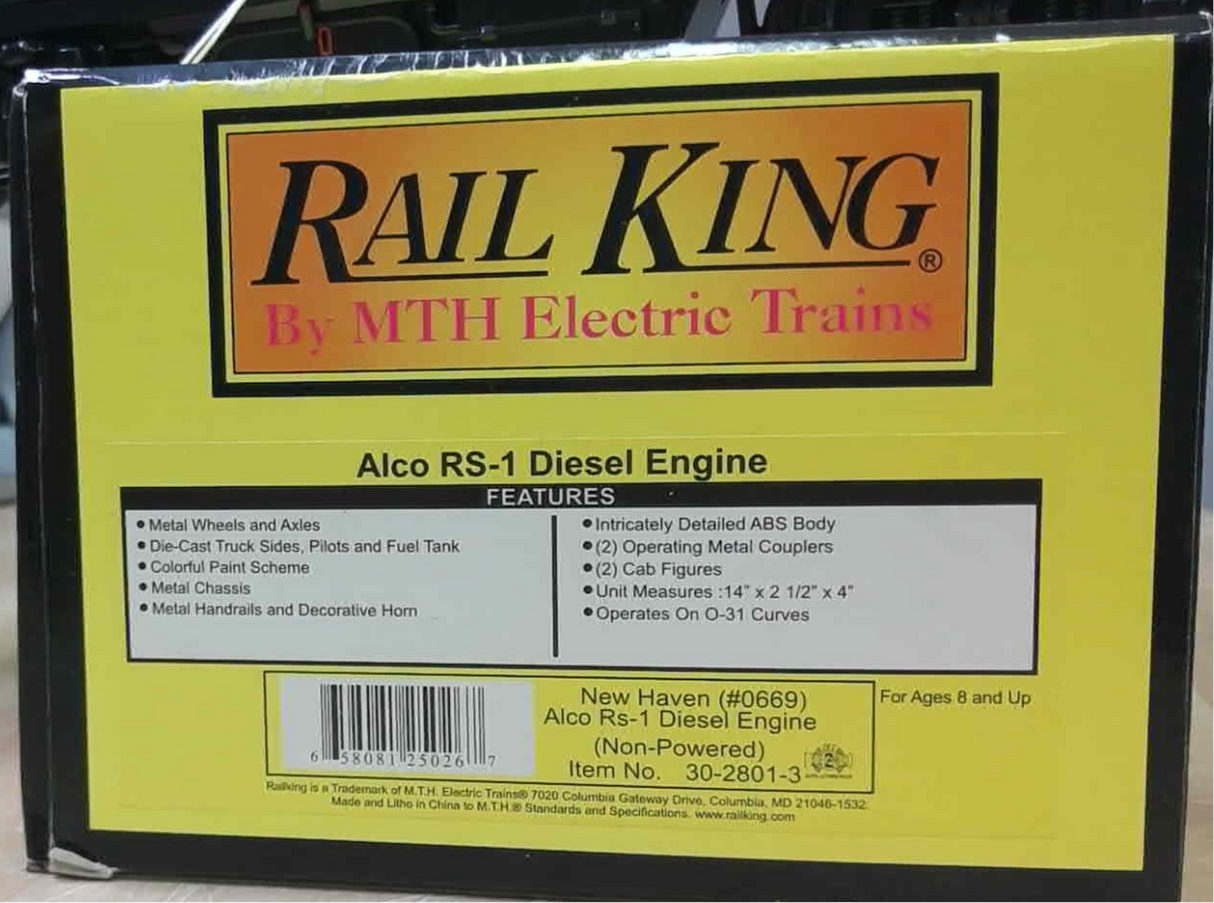 RAIL KING®
By MTH Electric Trains
Alco RS-1 Diesel Engine
FEATURES
• Metal Wheels and Axles
• Die-Cast Truck Sides, Pilots and Fuel Tank
• Colorful Paint Scheme
• Metal Chassis
• Metal Handrails and Decorative Horn
• Intricately Detailed ABS Body
• (2) Operating Metal Couplers
• (2) Cab Figures
• Unit Measures :14" x 2 1/2" x 4"
• Operates On O-31 Curves
6 58081 25026 7
New Haven (#0669)
Alco Rs-1 Diesel Engine
(Non-Powered)
Item No. 30-2801-3
2
For Ages 8 and Up
Railking is a Trademark of M.T.H. Electric Trains® 7020 Columbia Gateway Drive, Columbia, MD 21046-1532
Made and Litho in China to M.T.H.® Standards and Specifications. www.railking.com